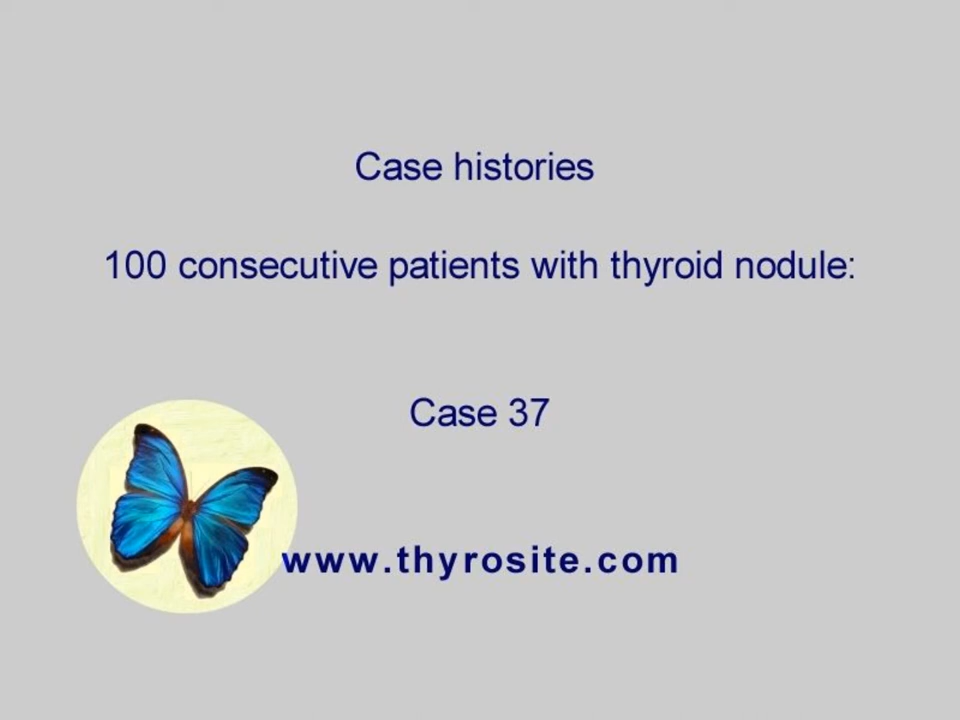 Case histories
100 consecutive patients with thyroid nodule:
Case 37
www.thyrosite.com